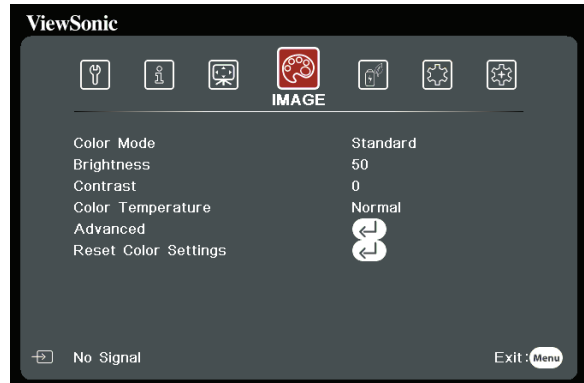 ViewSonic
IMAGE
Color Mode Standard
Brightness 50
Contrast 0
Color Temperature Normal
Advanced
Reset Color Settings
No Signal Exit: Menu